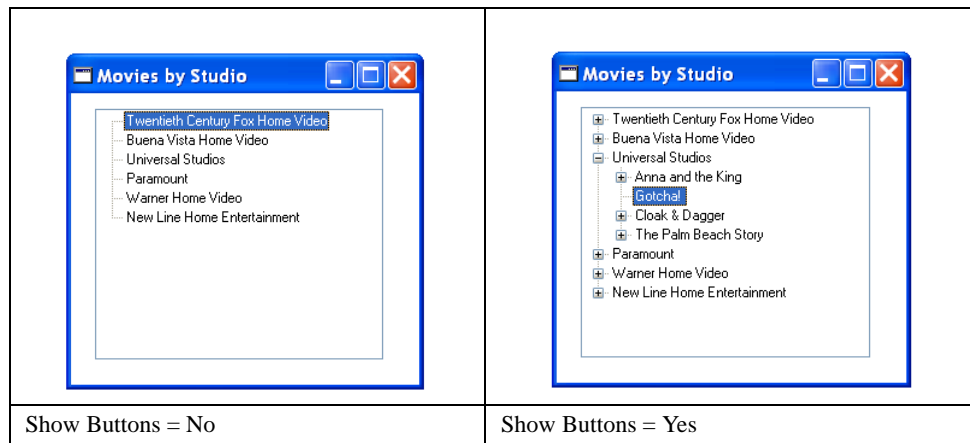 Movies by Studio
Twentieth Century Fox Home Video
Buena Vista Home Video
Universal Studios
Paramount
Warner Home Video
New Line Home Entertainment
Show Buttons = No
Movies by Studio
Twentieth Century Fox Home Video
Buena Vista Home Video
Universal Studios
Anna and the King
Gotcha!
Cloak & Dagger
The Palm Beach Story
Paramount
Warner Home Video
New Line Home Entertainment
Show Buttons = Yes